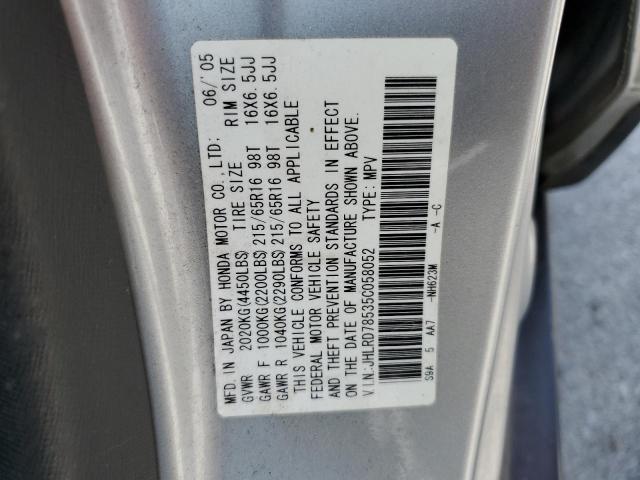 MFD. IN JAPAN BY HONDA MOTOR CO., LTD: 06/'05
GVWR 2020KG(4450LBS) TIRE SIZE RIM SIZE
GAWR F 1000KG(2200LBS) 215/65R16 98T 16X6.5JJ
GAWR R 1040KG(2290LBS) 215/65R16 98T 16X6.5JJ
THIS VEHICLE CONFORMS TO ALL APPLICABLE
FEDERAL MOTOR VEHICLE SAFETY
AND THEFT PREVENTION STANDARDS IN EFFECT
ON THE DATE OF MANUFACTURE SHOWN ABOVE.
V.I.N:JHLRD78535C058052 TYPE: MPV
S9A 5 AA7 -NH623M -A -C